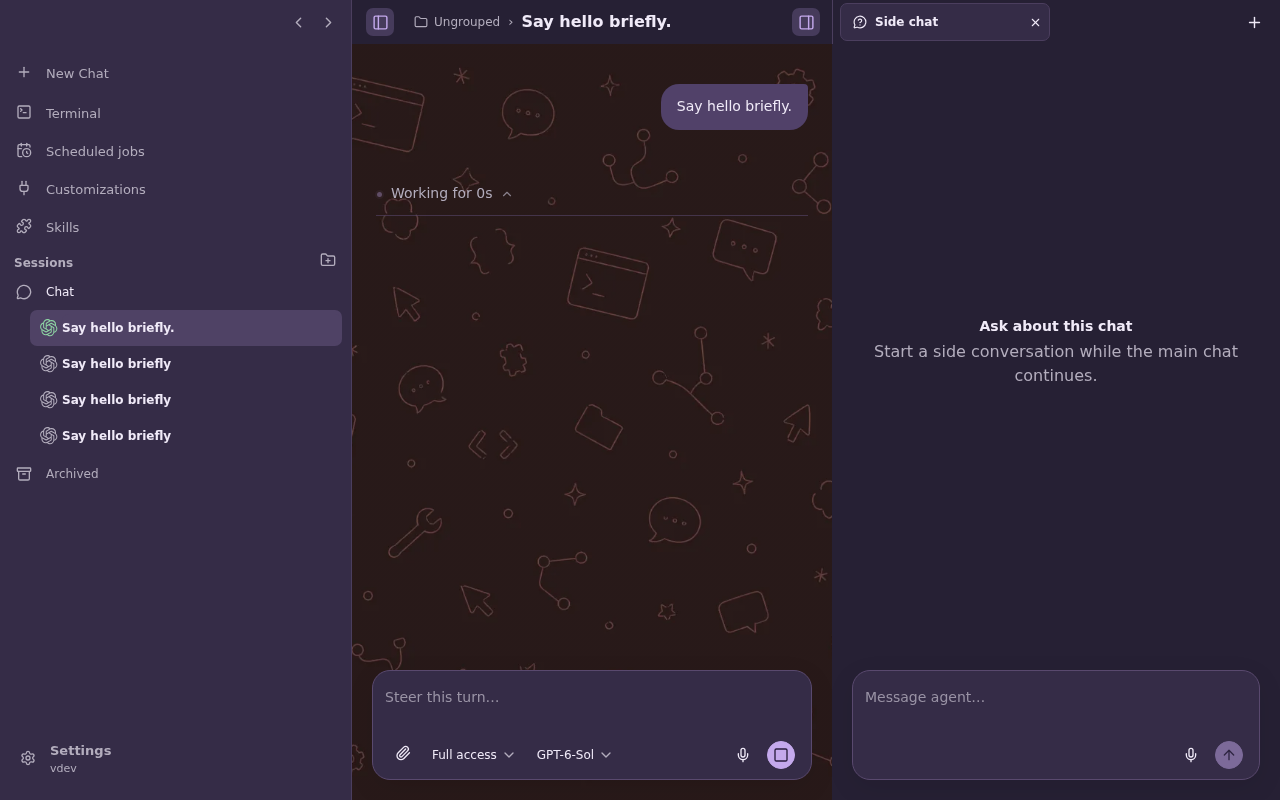 New Chat
Terminal
Scheduled jobs
Customizations
Skills
Sessions
Chat
Say hello briefly.
Say hello briefly
Say hello briefly
Say hello briefly
Archived
Settings
vdev
Ungrouped › Say hello briefly.
Say hello briefly.
Working for 0s
Steer this turn...
Full access
GPT-6-Sol
Side chat
Ask about this chat
Start a side conversation while the main chat
continues.
Message agent...